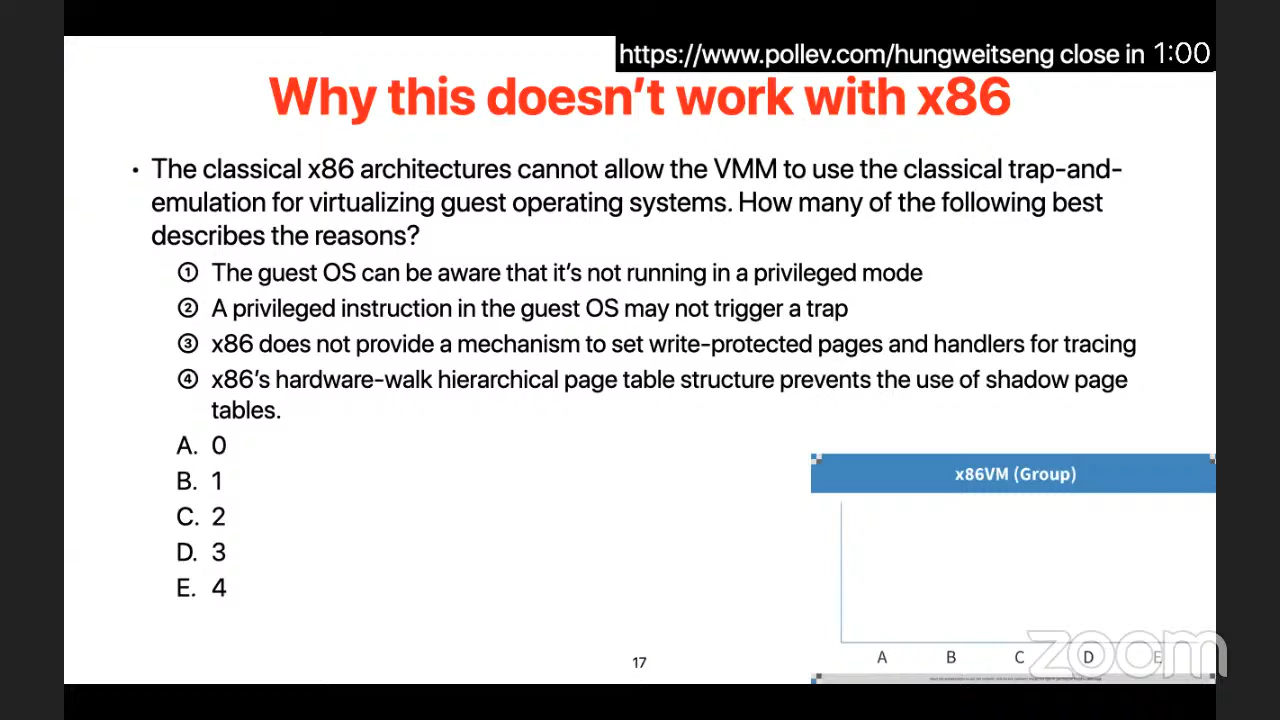 https://www.pollev.com/hungweitseng close in 1:00
Why this doesn’t work with x86
• The classical x86 architectures cannot allow the VMM to use the classical trap-and-
emulation for virtualizing guest operating systems. How many of the following best
describes the reasons?
① The guest OS can be aware that it’s not running in a privileged mode
② A privileged instruction in the guest OS may not trigger a trap
③ x86 does not provide a mechanism to set write-protected pages and handlers for tracing
④ x86’s hardware-walk hierarchical page table structure prevents the use of shadow page
tables.
A. 0
B. 1
C. 2
D. 3
E. 4
x86VM (Group)
A B C D E
zoom
17